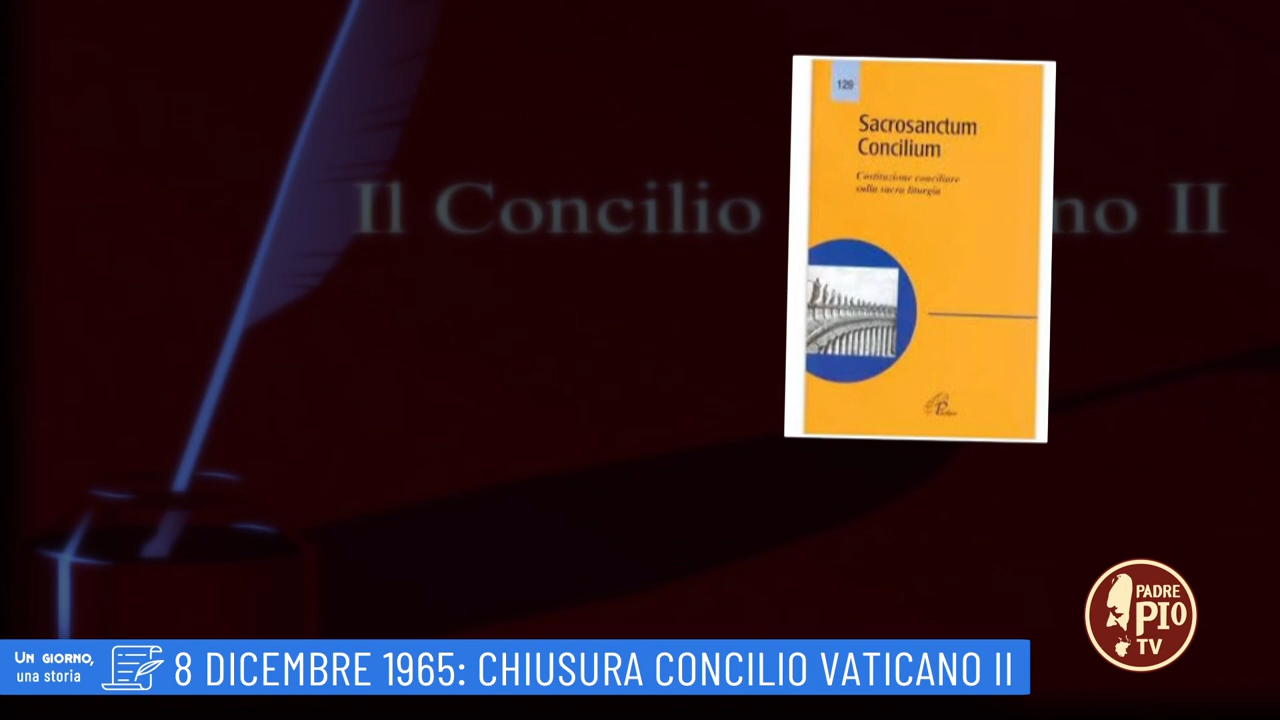 129
Sacrosanctum
Concilium
Costituzione conciliare
sulla sacra liturgia
Il Concilio no II
PADRE
PIO
TV
Un giorno,
una storia
8 DICEMBRE 1965: CHIUSURA CONCILIO VATICANO II